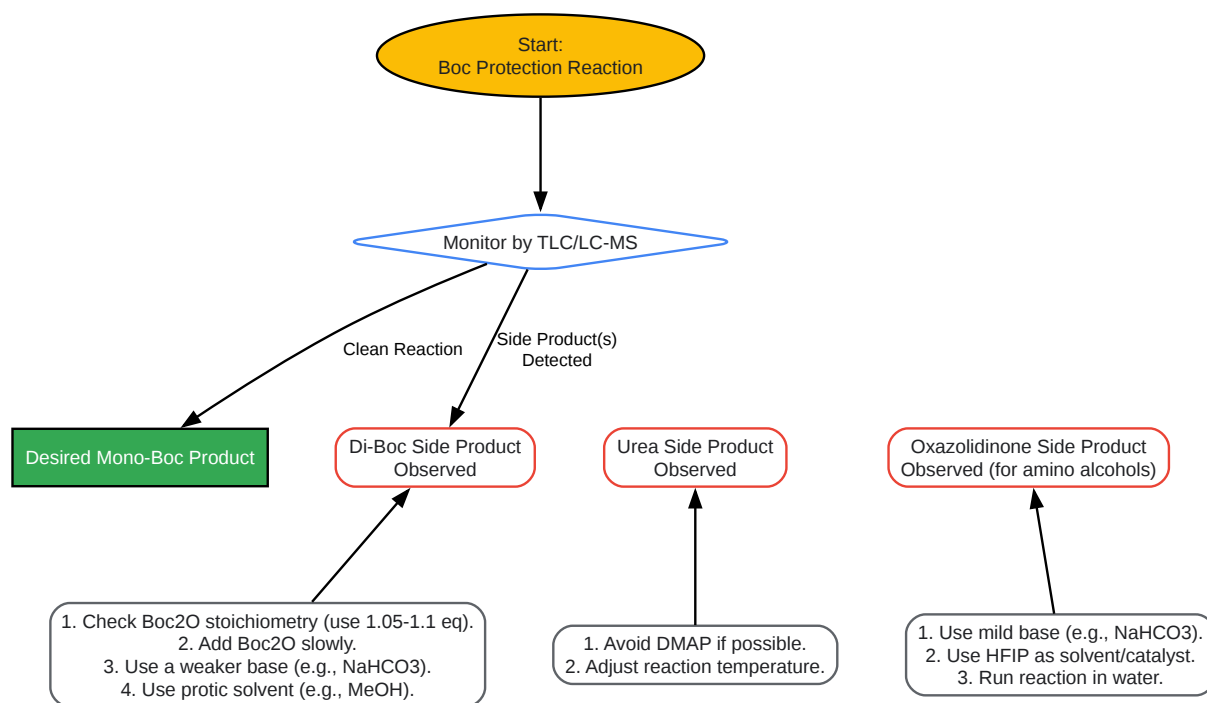 Start:
Boc Protection Reaction
Monitor by TLC/LC-MS
Clean Reaction
Side Product(s)
Detected
Desired Mono-Boc Product
Di-Boc Side Product
Observed
Urea Side Product
Observed
Oxazolidinone Side Product
Observed (for amino alcohols)
1. Check Boc2O stoichiometry (use 1.05-1.1 eq).
2. Add Boc2O slowly.
3. Use a weaker base (e.g., NaHCO3).
4. Use protic solvent (e.g., MeOH).
1. Avoid DMAP if possible.
2. Adjust reaction temperature.
1. Use mild base (e.g., NaHCO3).
2. Use HFIP as solvent/catalyst.
3. Run reaction in water.